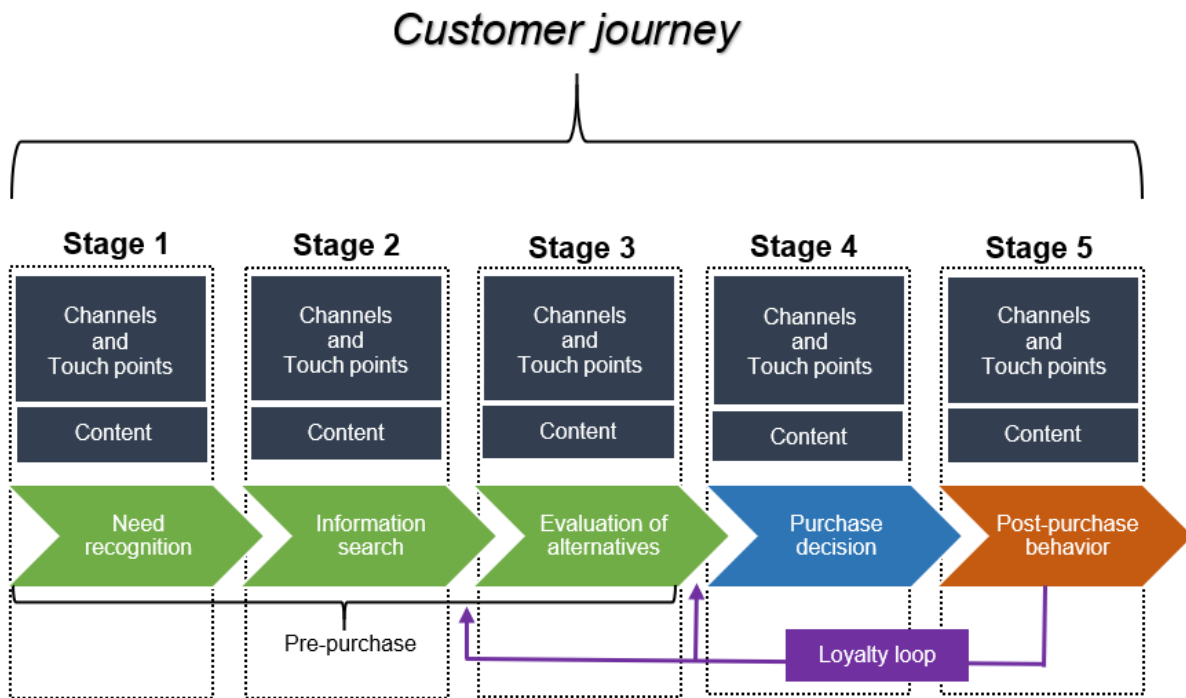 Customer journey
Stage 1
Stage 2
Stage 3
Stage 4
Stage 5
Channels
and
Touch points
Channels
and
Touch points
Channels
and
Touch points
Channels
and
Touch points
Channels
and
Touch points
Content
Content
Content
Content
Content
Need
recognition
Information
search
Evaluation of
alternatives
Purchase
decision
Post-purchase
behavior
Pre-purchase
Loyalty loop